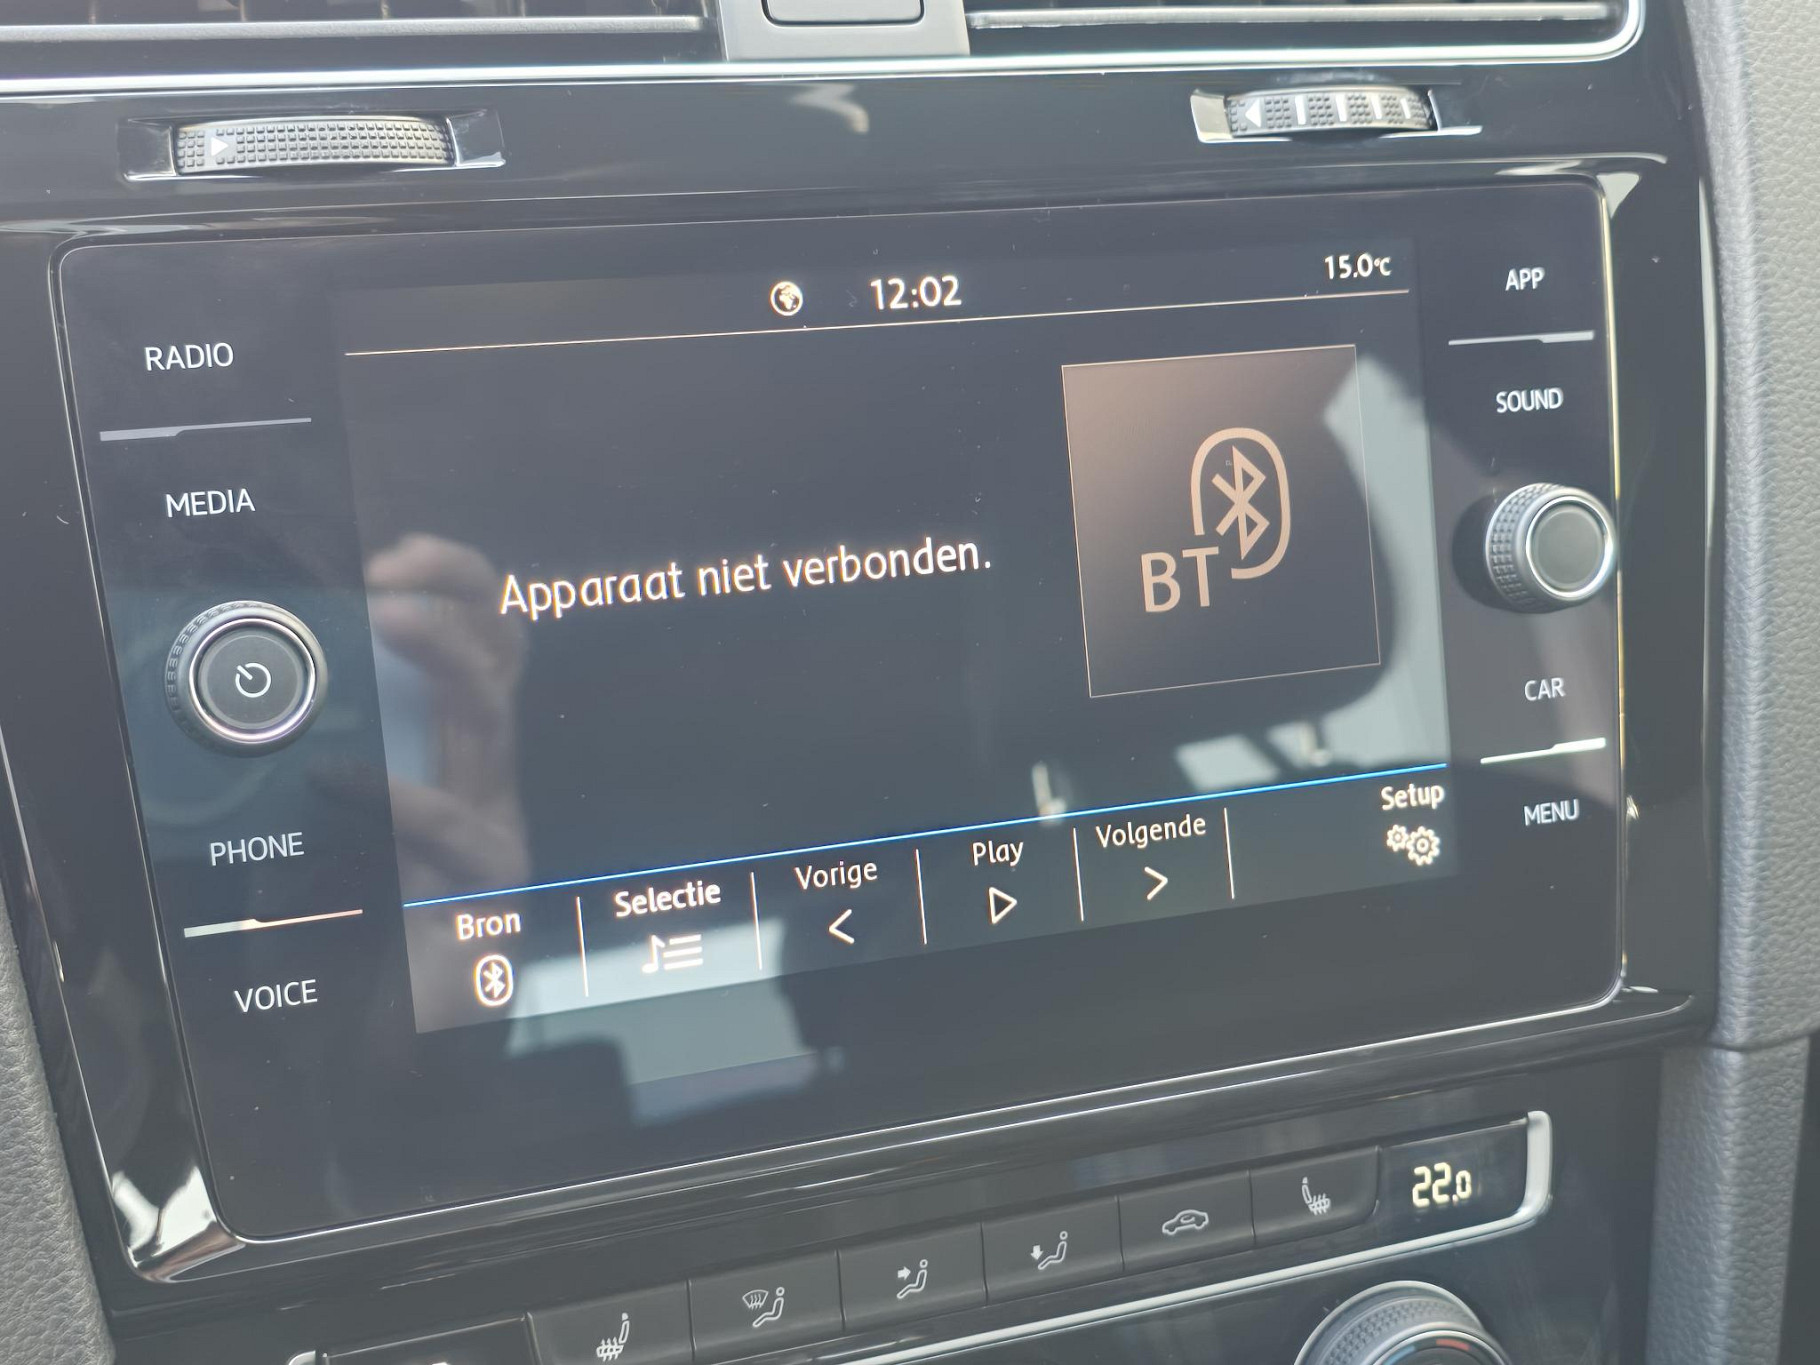 12:02
15.0°C
RADIO
MEDIA
PHONE
VOICE
Apparaat niet verbonden.
BT
APP
SOUND
CAR
MENU
Bron
Selectie
Vorige
Play
Volgende
Setup
22.0